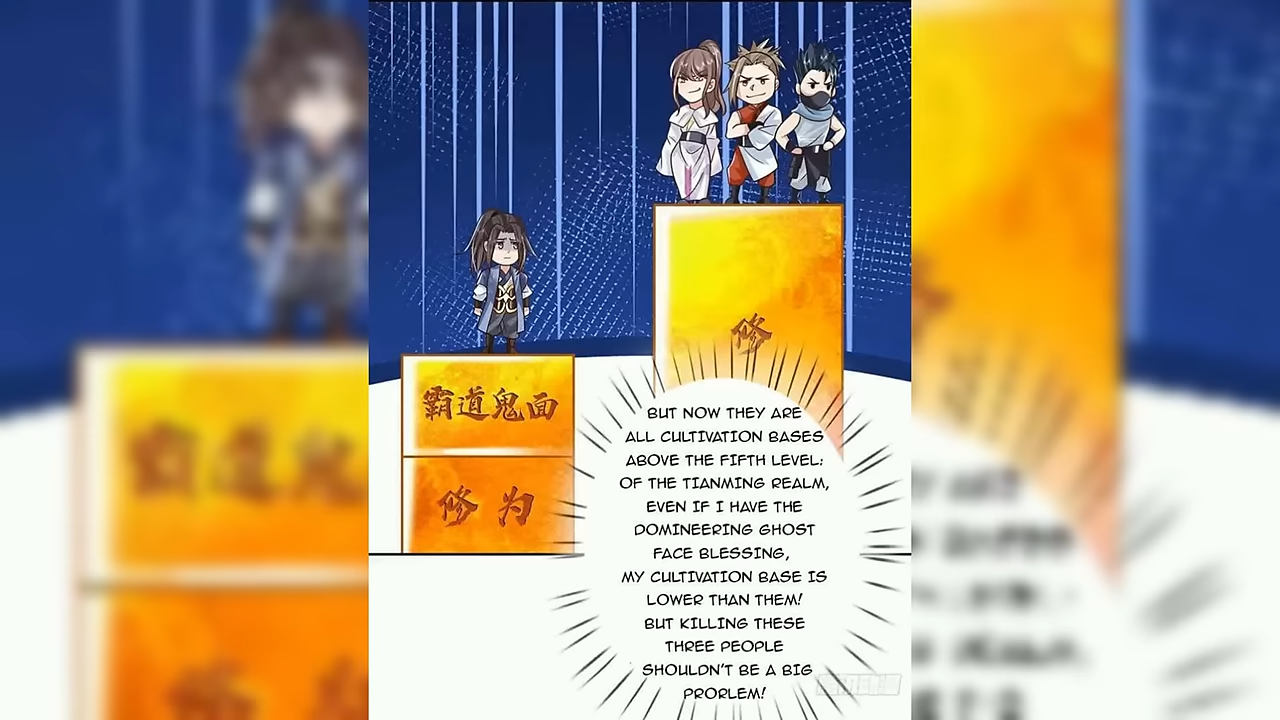 修
霸道鬼面
修为
BUT NOW THEY ARE
ALL CULTIVATION BASES
ABOVE THE FIFTH LEVEL:
OF THE TIANMING REALM,
EVEN IF I HAVE THE
DOMINEERING GHOST
FACE BLESSING,
MY CULTIVATION BASE IS
LOWER THAN THEM!
BUT KILLING THESE
THREE PEOPLE
SHOULDN'T BE A BIG
PRORLEM!